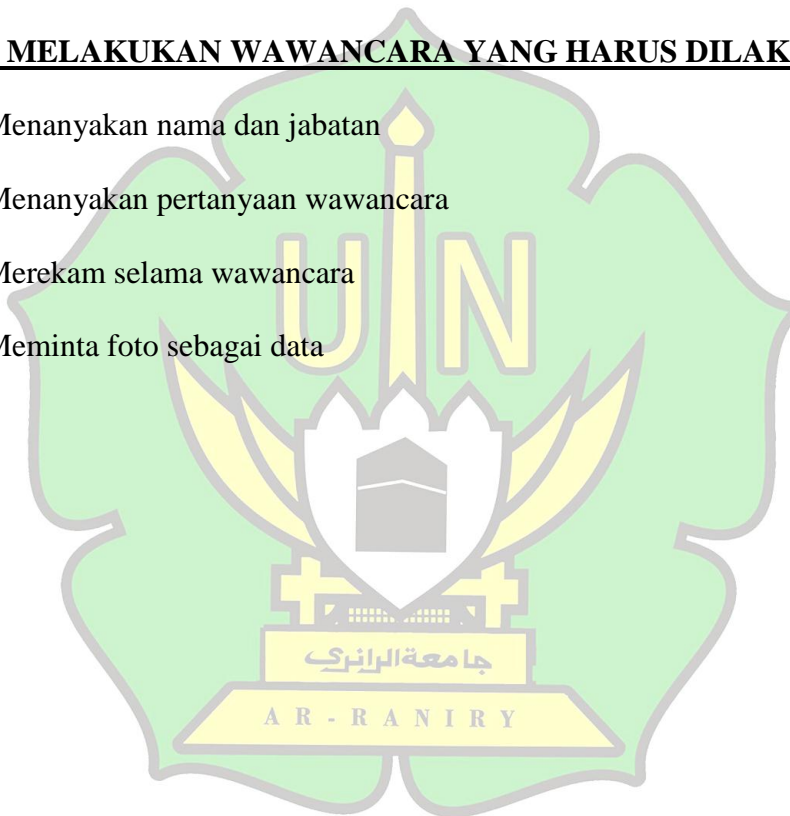 MELAKUKAN WAWANCARA YANG HARUS DILAK
Menanyakan nama dan jabatan
Menanyakan pertanyaan wawancara
Merekam selama wawancara
Meminta foto sebagai data
UIN
جامعة الرانري
AR-RANIRY